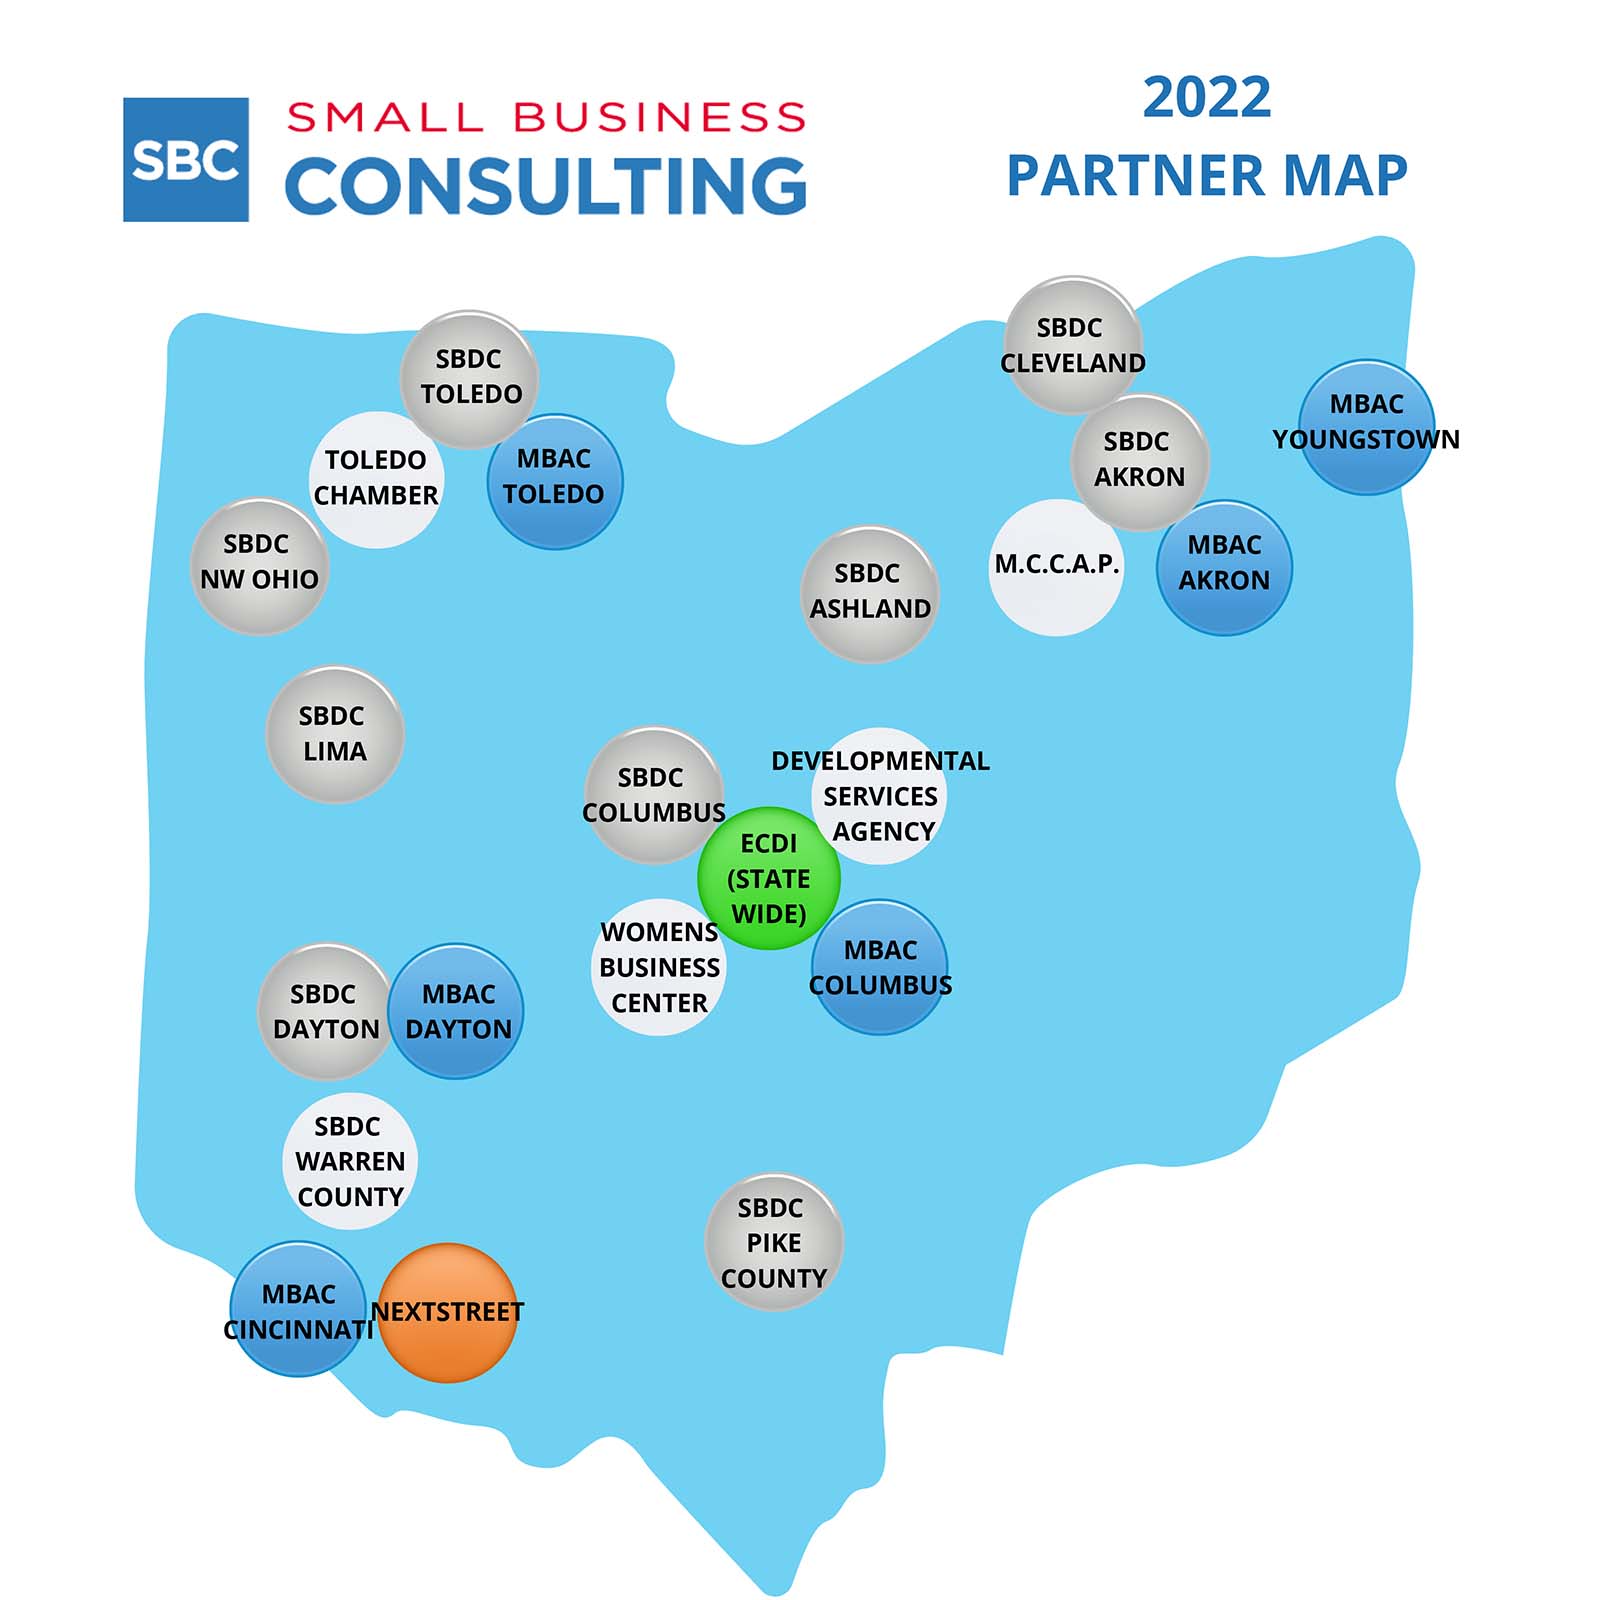 SBC
SMALL BUSINESS
CONSULTING
2022
PARTNER MAP
SBDC
TOLEDO
TOLEDO
CHAMBER
MBAC
TOLEDO
SBDC
NW OHIO
SBDC
LIMA
SBDC
CLEVELAND
SBDC
AKRON
MBAC
YOUNGSTOWN
M.C.C.A.P.
MBAC
AKRON
SBDC
ASHLAND
SBDC
COLUMBUS
DEVELOPMENTAL
SERVICES
AGENCY
ECDI
(STATE
WIDE)
WOMENS
BUSINESS
CENTER
MBAC
COLUMBUS
SBDC
DAYTON
MBAC
DAYTON
SBDC
WARREN
COUNTY
MBAC
CINCINNATI
NEXTSTREET
SBDC
PIKE
COUNTY